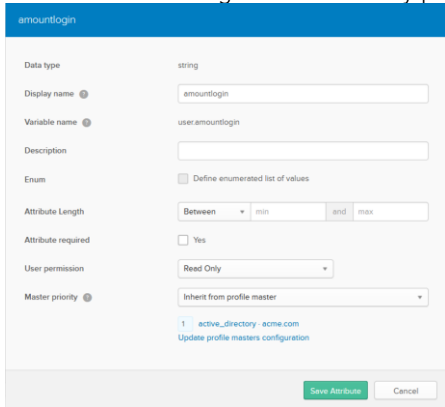 amountlogin
Data type string
Display name ? amountlogin
Variable name ? user.amountlogin
Description
Enum Define enumerated list of values
Attribute Length Between min and max
Attribute required Yes
User permission Read Only
Master priority ? Inherit from profile master
1 active_directory - acme.com
Update profile masters configuration
Save Attribute Cancel